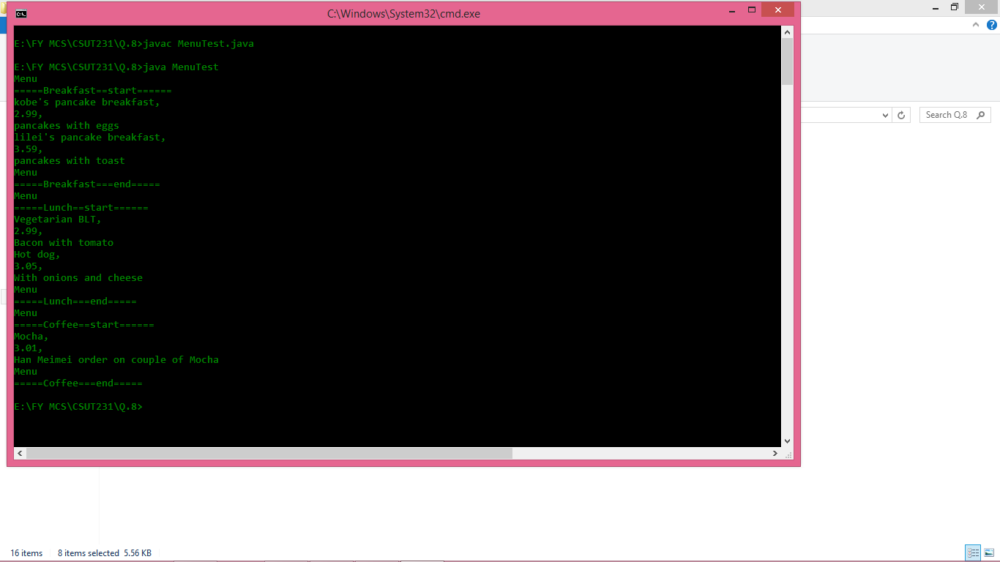 C:\Windows\System32\cmd.exe
E:\FY MCS\CSUT231\Q.8>javac MenuTest.java
E:\FY MCS\CSUT231\Q.8>java MenuTest
Menu
=====Breakfast==start======
kobe's pancake breakfast,
2.99,
pancakes with eggs
lilei's pancake breakfast,
3.59,
pancakes with toast
Menu
=====Breakfast===end=====
Menu
=====Lunch==start======
Vegetarian BLT,
2.99,
Bacon with tomato
Hot dog,
3.05,
With onions and cheese
Menu
=====Lunch===end=====
Menu
=====Coffee==start======
Mocha,
3.01,
Han Meimei order on couple of Mocha
Menu
=====Coffee===end=====
E:\FY MCS\CSUT231\Q.8>
Search Q.8
16 items 8 items selected 5.56 KB